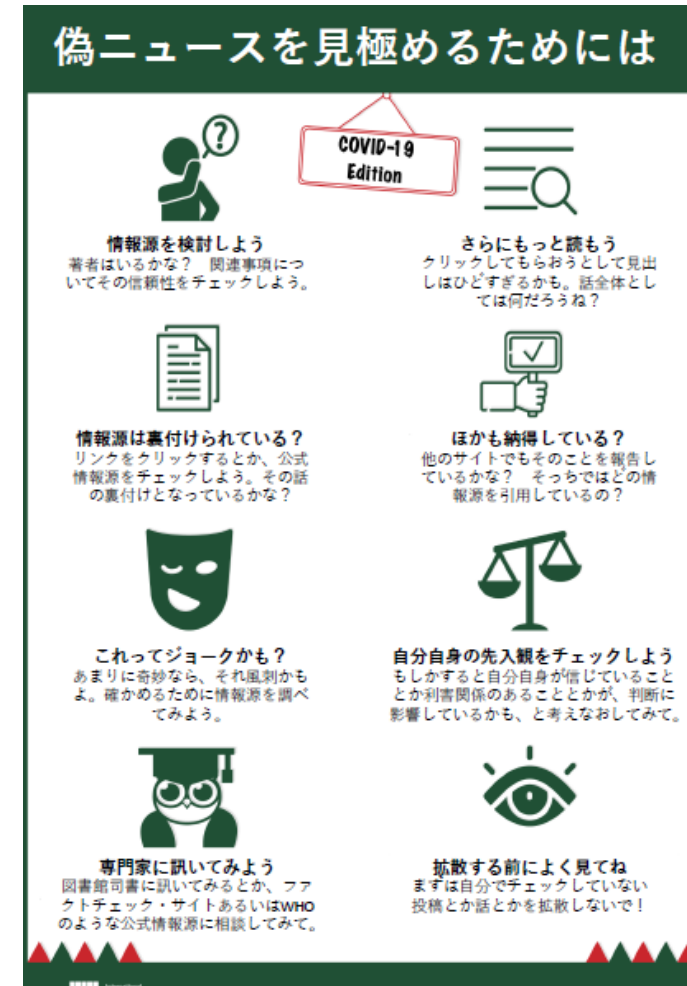 偽ニュースを見極めるためには
COVID-19
Edition
情報源を検討しよう
著者はいるかな？　関連事項につ
いてその信頼性をチェックしよう。
さらにもっと読もう
クリックしてもらおうとして見出
しはひどすぎるかも。話全体とし
ては何だろうね？
情報源は裏付けられている？
リンクをクリックするとか、公式
情報源をチェックしよう。その話
の裏付けとなっているかな？
ほかも納得している？
他のサイトでもそのことを報告し
ているかな？　そっちではどの情
報源を引用しているの？
これってジョークかも？
あまりに奇妙なら、それ風刺かも
よ。確かめるために情報源を調べ
てみよう。
自分自身の先入観をチェックしよう
もしかすると自分自身が信じていること
とか利害関係のあることとかが、判断に
影響しているかも、と考えなおしてみて。
専門家に訊いてみよう
図書館司書に訊いてみるとか、ファ
クトチェック・サイトあるいはWHO
のような公式情報源に相談してみて。
拡散する前によく見てね
まずは自分でチェックしていない
投稿とか話とかを拡散しないで！